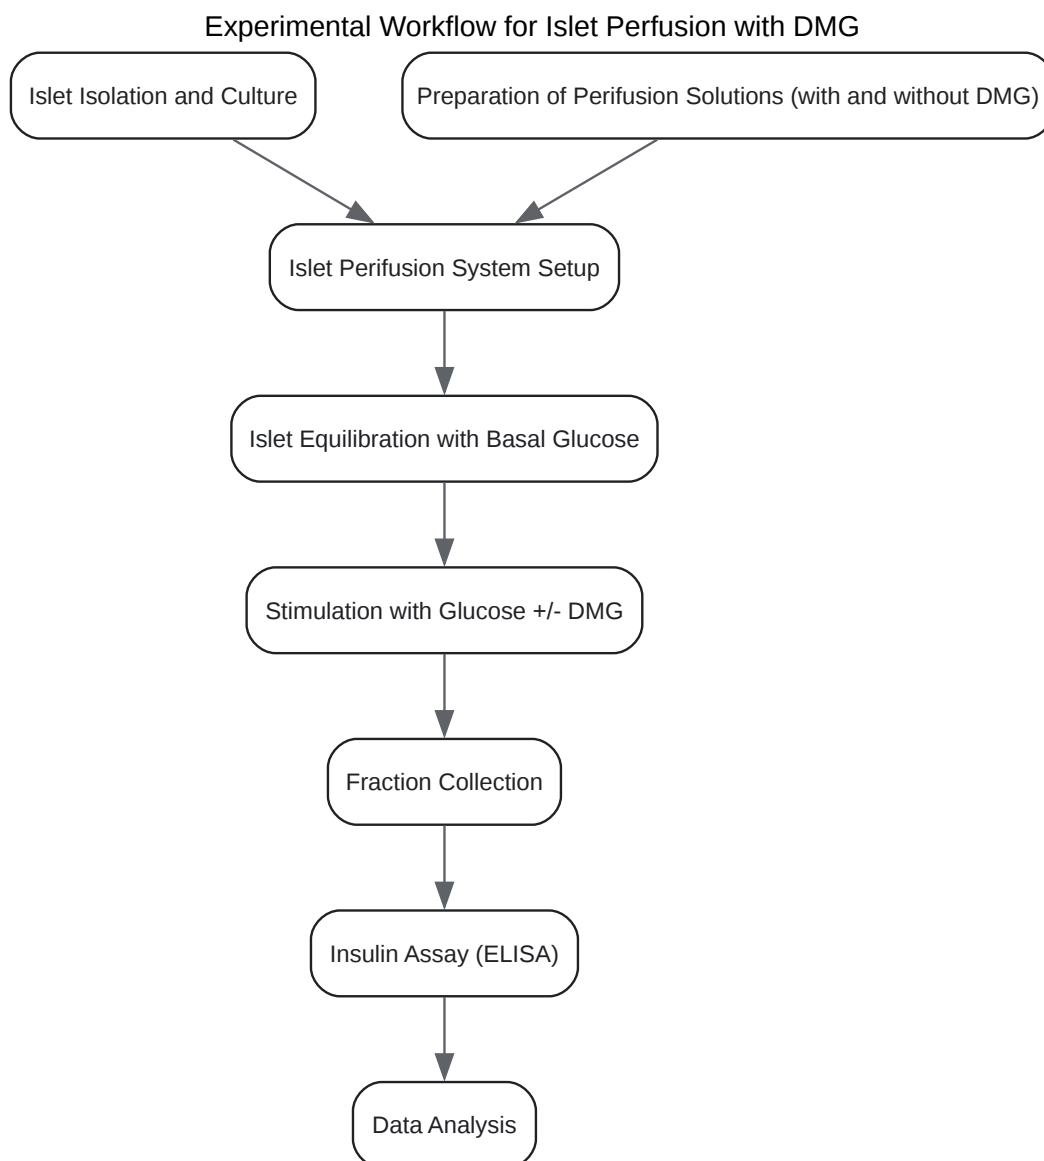 Experimental Workflow for Islet Perfusion with DMG
Islet Isolation and Culture
Preparation of Perifusion Solutions (with and without DMG)
Islet Perifusion System Setup
Islet Equilibration with Basal Glucose
Stimulation with Glucose +/- DMG
Fraction Collection
Insulin Assay (ELISA)
Data Analysis